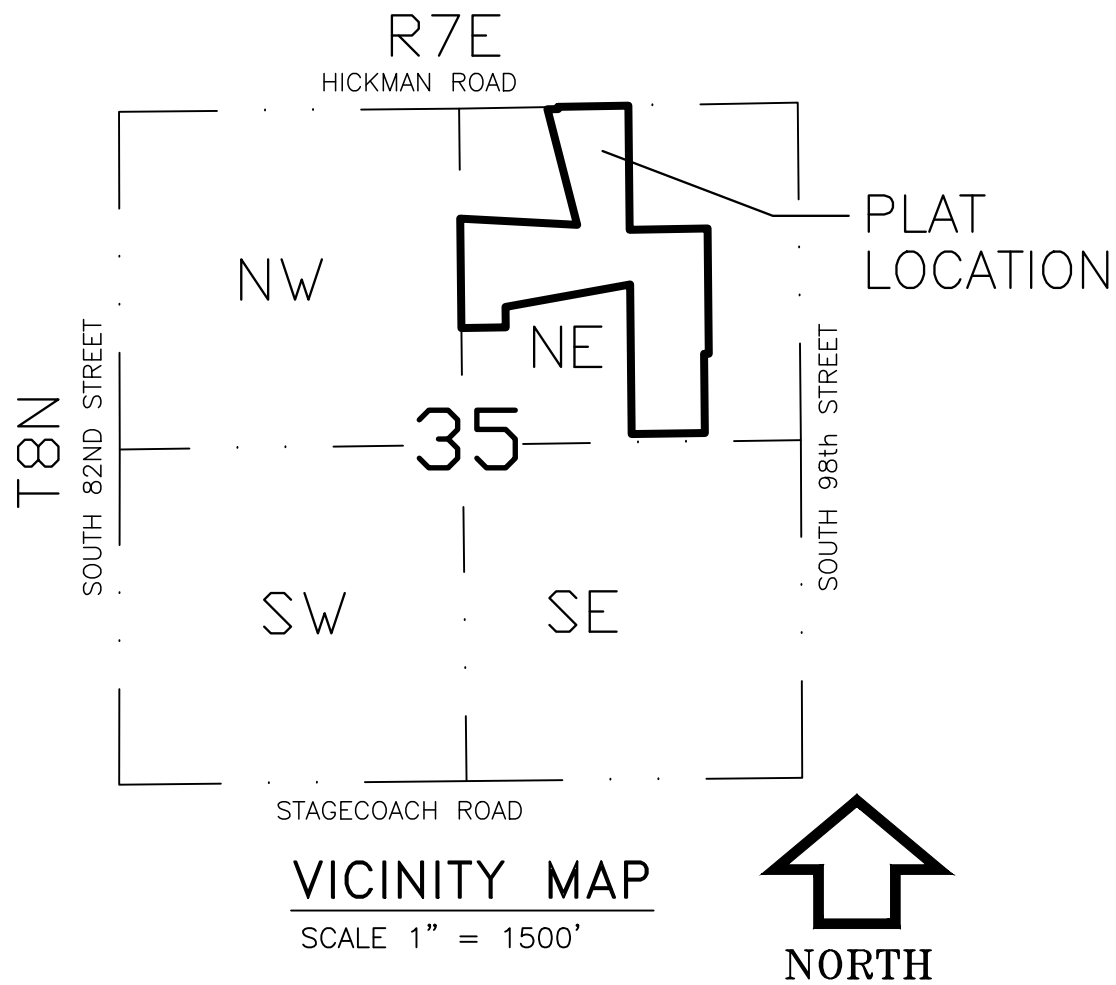 R7E
HICKMAN ROAD
PLAT
LOCATION
NW
NE
T8N
SOUTH 82ND STREET
35
SOUTH 98th STREET
SW
SE
STAGECOACH ROAD
VICINITY MAP
SCALE 1" = 1500'
NORTH